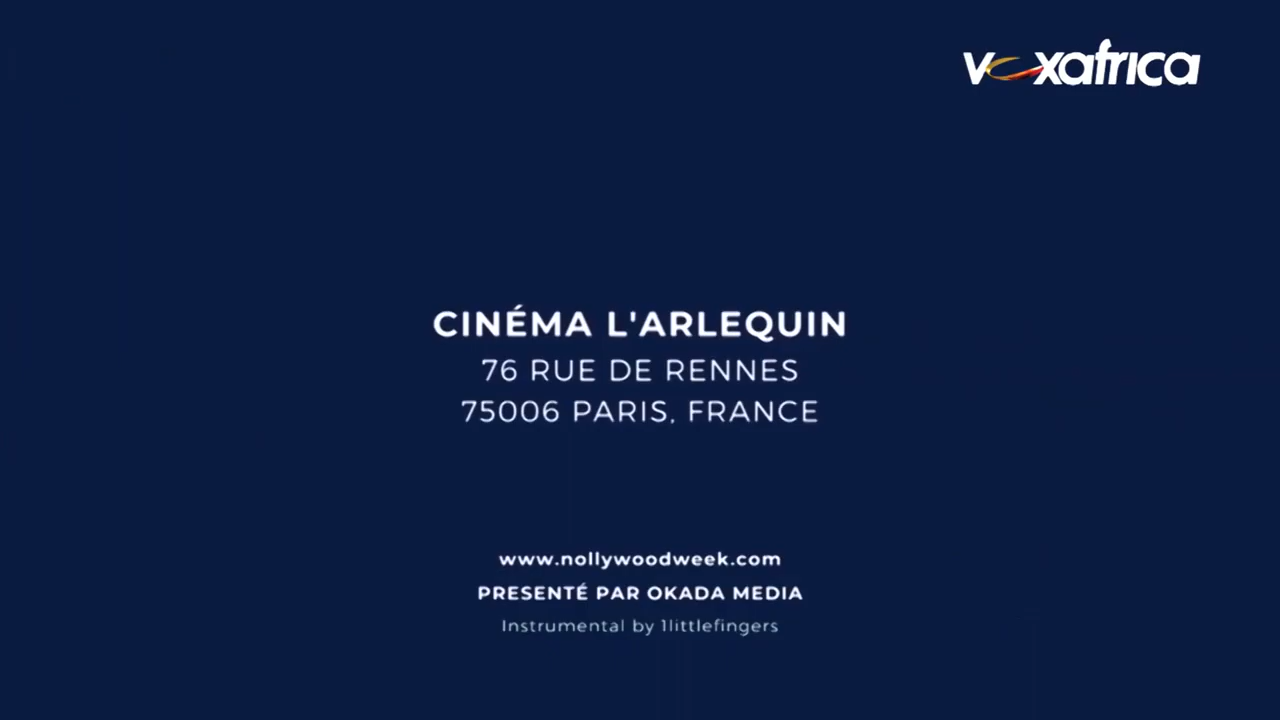 voxafrica
CINÉMA L'ARLEQUIN
76 RUE DE RENNES
75006 PARIS, FRANCE
www.nollywoodweek.com
PRESENTÉ PAR OKADA MEDIA
Instrumental by 1littlefingers